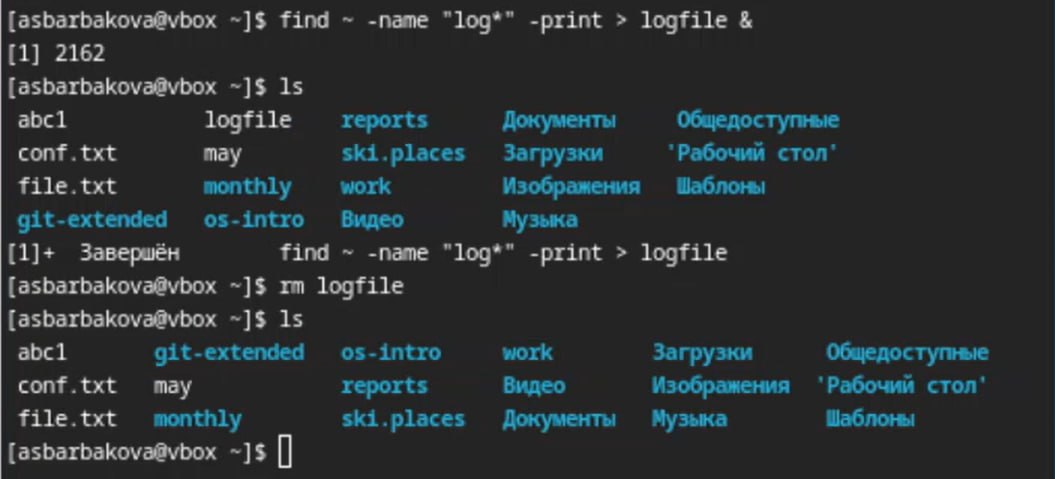 [asbarbakova@vbox ~]$ find ~ -name "log*" -print > logfile &
[1] 2162
[asbarbakova@vbox ~]$ ls
abc1 logfile reports Документы Общедоступные
conf.txt may ski.places Загрузки 'Рабочий стол'
file.txt monthly work Изображения Шаблоны
git-extended os-intro Видео Музыка
[1]+ Завершён find ~ -name "log*" -print > logfile
[asbarbakova@vbox ~]$ rm logfile
[asbarbakova@vbox ~]$ ls
abc1 git-extended os-intro work Загрузки Общедоступные
conf.txt may reports Видео Изображения 'Рабочий стол'
file.txt monthly ski.places Документы Музыка Шаблоны
[asbarbakova@vbox ~]$